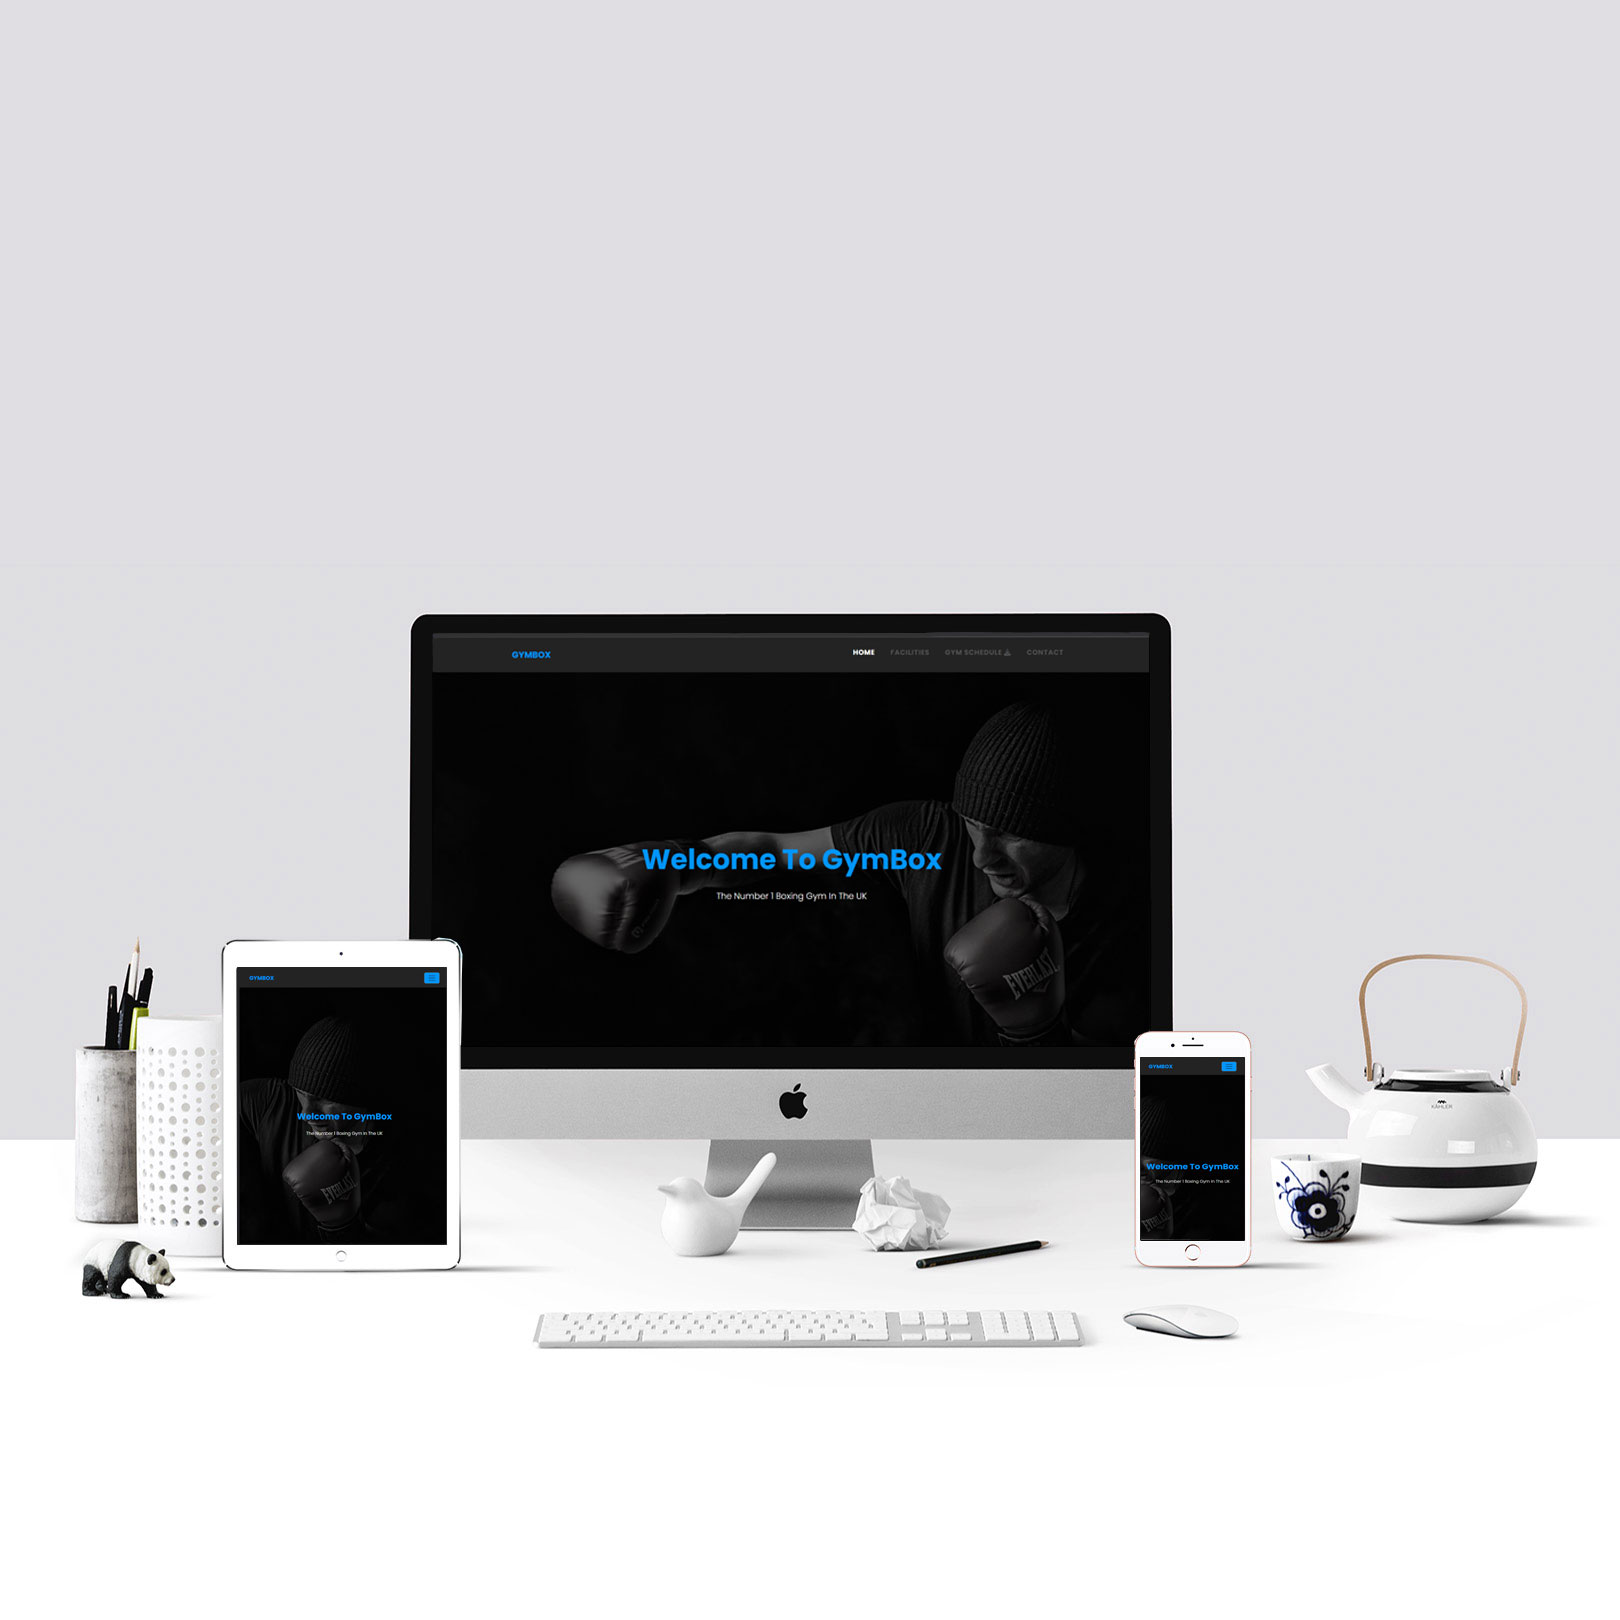 GYMBOX
HOME FACILITIES GYM SCHEDULE CONTACT
Welcome To GymBox
The Number 1 Boxing Gym In The UK
EVERLAST
GYMBOX
Welcome To GymBox
The Number 1 Boxing Gym In The UK
EVERLAST
GYMBOX
Welcome To GymBox
The Number 1 Boxing Gym In The UK
EVERLAST
KÄHLER